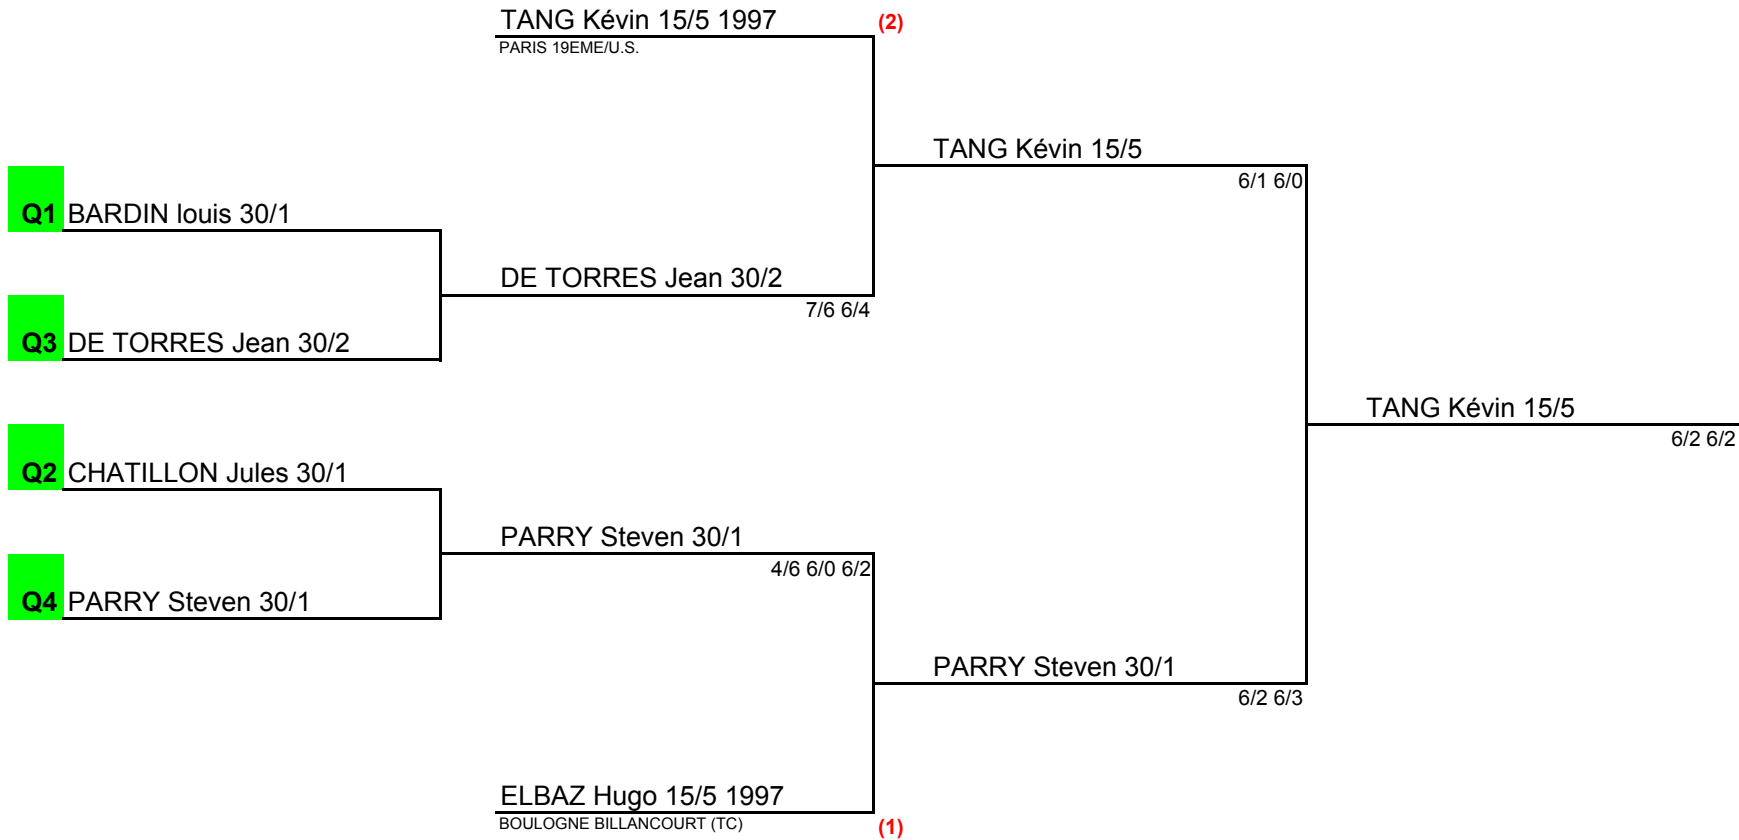 TANG Kévin 15/5 1997
(2)
PARIS 19EME/U.S.
TANG Kévin 15/5
6/1 6/0
Q1 BARDIN louis 30/1
DE TORRES Jean 30/2
7/6 6/4
Q3 DE TORRES Jean 30/2
TANG Kévin 15/5
6/2 6/2
Q2 CHATILLON Jules 30/1
PARRY Steven 30/1
4/6 6/0 6/2
Q4 PARRY Steven 30/1
PARRY Steven 30/1
6/2 6/3
ELBAZ Hugo 15/5 1997
BOULOGNE BILLANCOURT (TC)
(1)